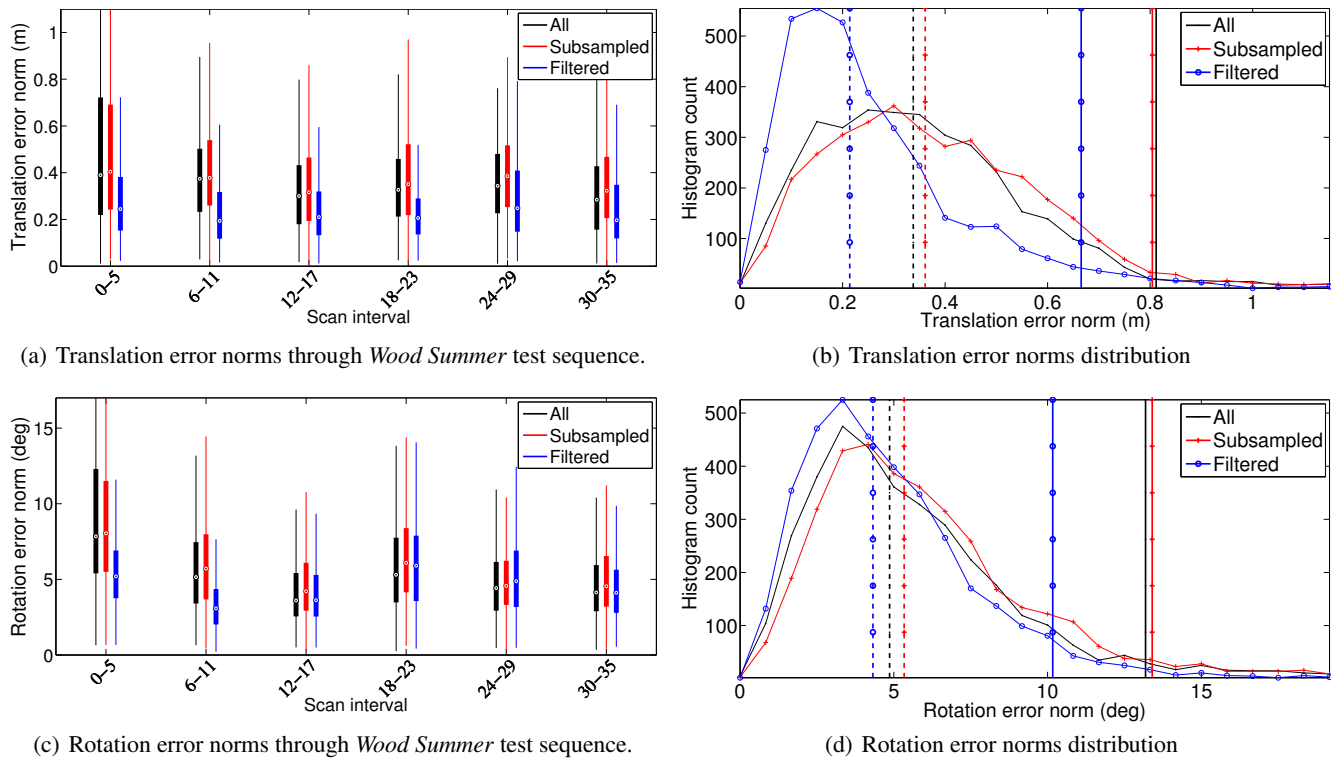 Translation error norm (m)
1
0.8
0.6
0.4
0.2
0
All
Subsampled
Filtered
0−5
6−11
12−17
18−23
24−29
30−35
Scan interval
(a) Translation error norms through Wood Summer test sequence.
Histogram count
500
400
300
200
100
0
0.2
0.4
0.6
0.8
1
All
Subsampled
Filtered
Translation error norm (m)
(b) Translation error norms distribution
Rotation error norm (deg)
15
10
5
0
All
Subsampled
Filtered
0−5
6−11
12−17
18−23
24−29
30−35
Scan interval
(c) Rotation error norms through Wood Summer test sequence.
Histogram count
500
400
300
200
100
0
5
10
15
All
Subsampled
Filtered
Rotation error norm (deg)
(d) Rotation error norms distribution